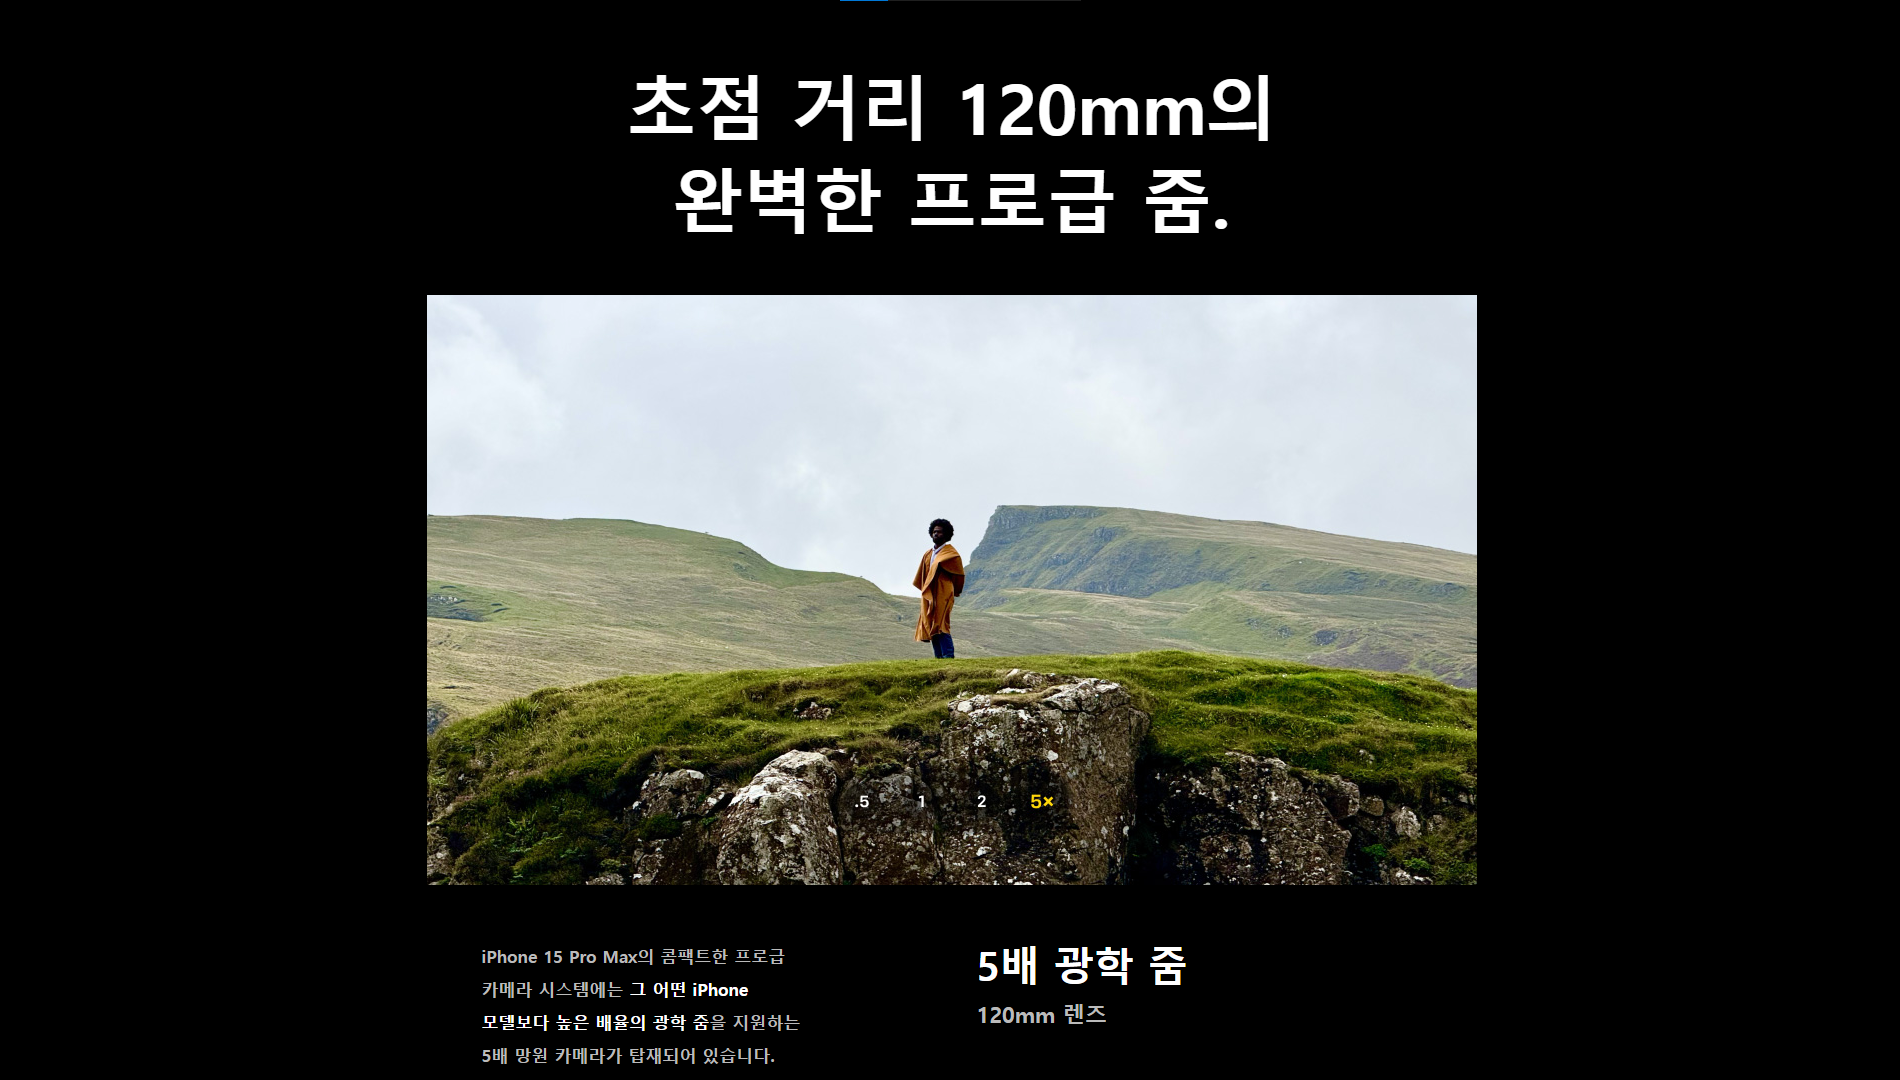 초점 거리 120mm의
완벽한 프로급 줌.
.5 1 2 5×
iPhone 15 Pro Max의 콤팩트한 프로급
카메라 시스템에는 그 어떤 iPhone
모델보다 높은 배율의 광학 줌을 지원하는
5배 망원 카메라가 탑재되어 있습니다.
5배 광학 줌
120mm 렌즈